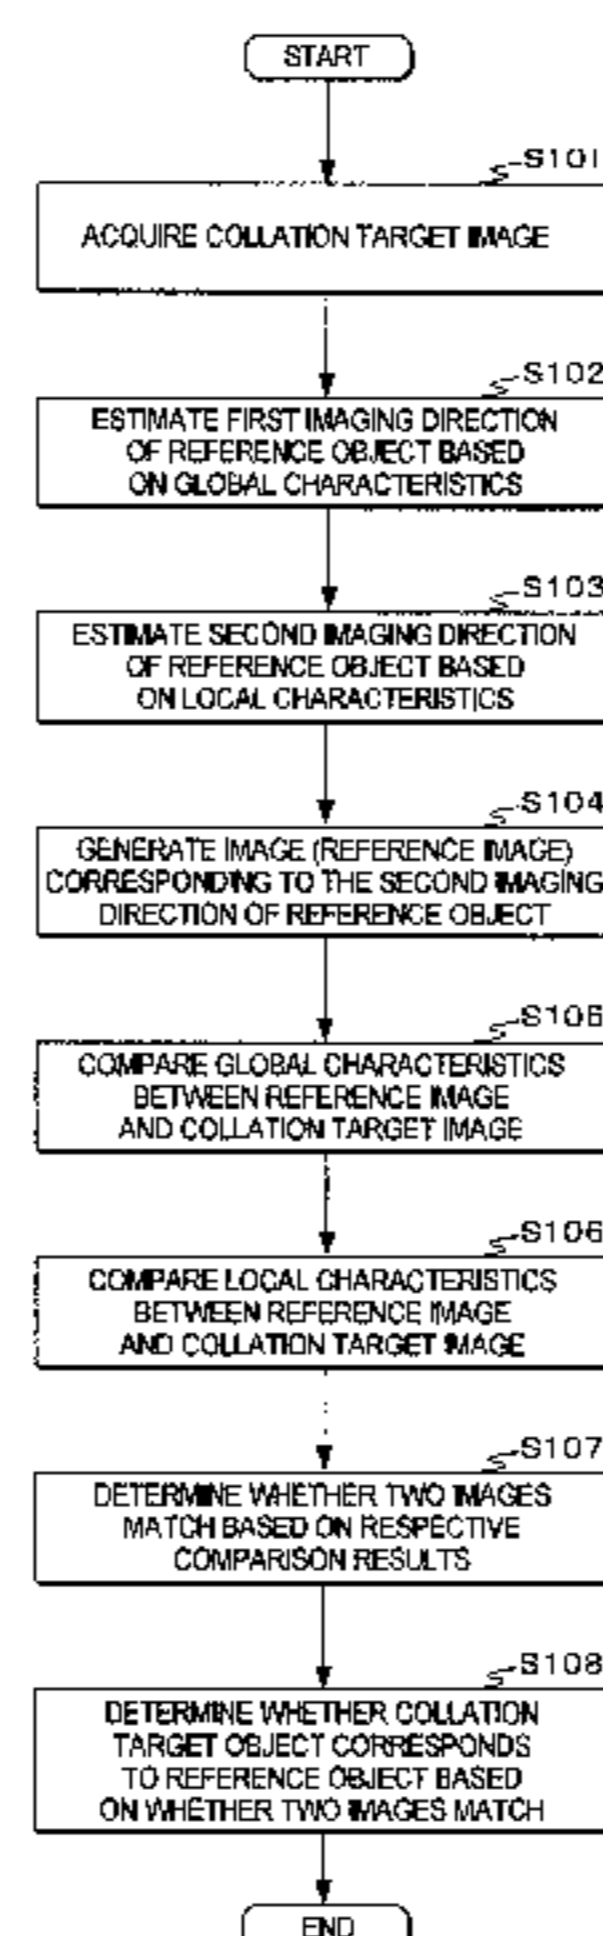 START
S101
ACQUIRE COLLATION TARGET IMAGE
S102
ESTIMATE FIRST IMAGING DIRECTION
OF REFERENCE OBJECT BASED
ON GLOBAL CHARACTERISTICS
S103
ESTIMATE SECOND IMAGING DIRECTION
OF REFERENCE OBJECT BASED
ON LOCAL CHARACTERISTICS
S104
GENERATE IMAGE (REFERENCE IMAGE)
CORRESPONDING TO THE SECOND IMAGING
DIRECTION OF REFERENCE OBJECT
S105
COMPARE GLOBAL CHARACTERISTICS
BETWEEN REFERENCE IMAGE
AND COLLATION TARGET IMAGE
S106
COMPARE LOCAL CHARACTERISTICS
BETWEEN REFERENCE IMAGE
AND COLLATION TARGET IMAGE
S107
DETERMINE WHETHER TWO IMAGES
MATCH BASED ON RESPECTIVE
COMPARISON RESULTS
S108
DETERMINE WHETHER COLLATION
TARGET OBJECT CORRESPONDS
TO REFERENCE OBJECT BASED
ON WHETHER TWO IMAGES MATCH
END